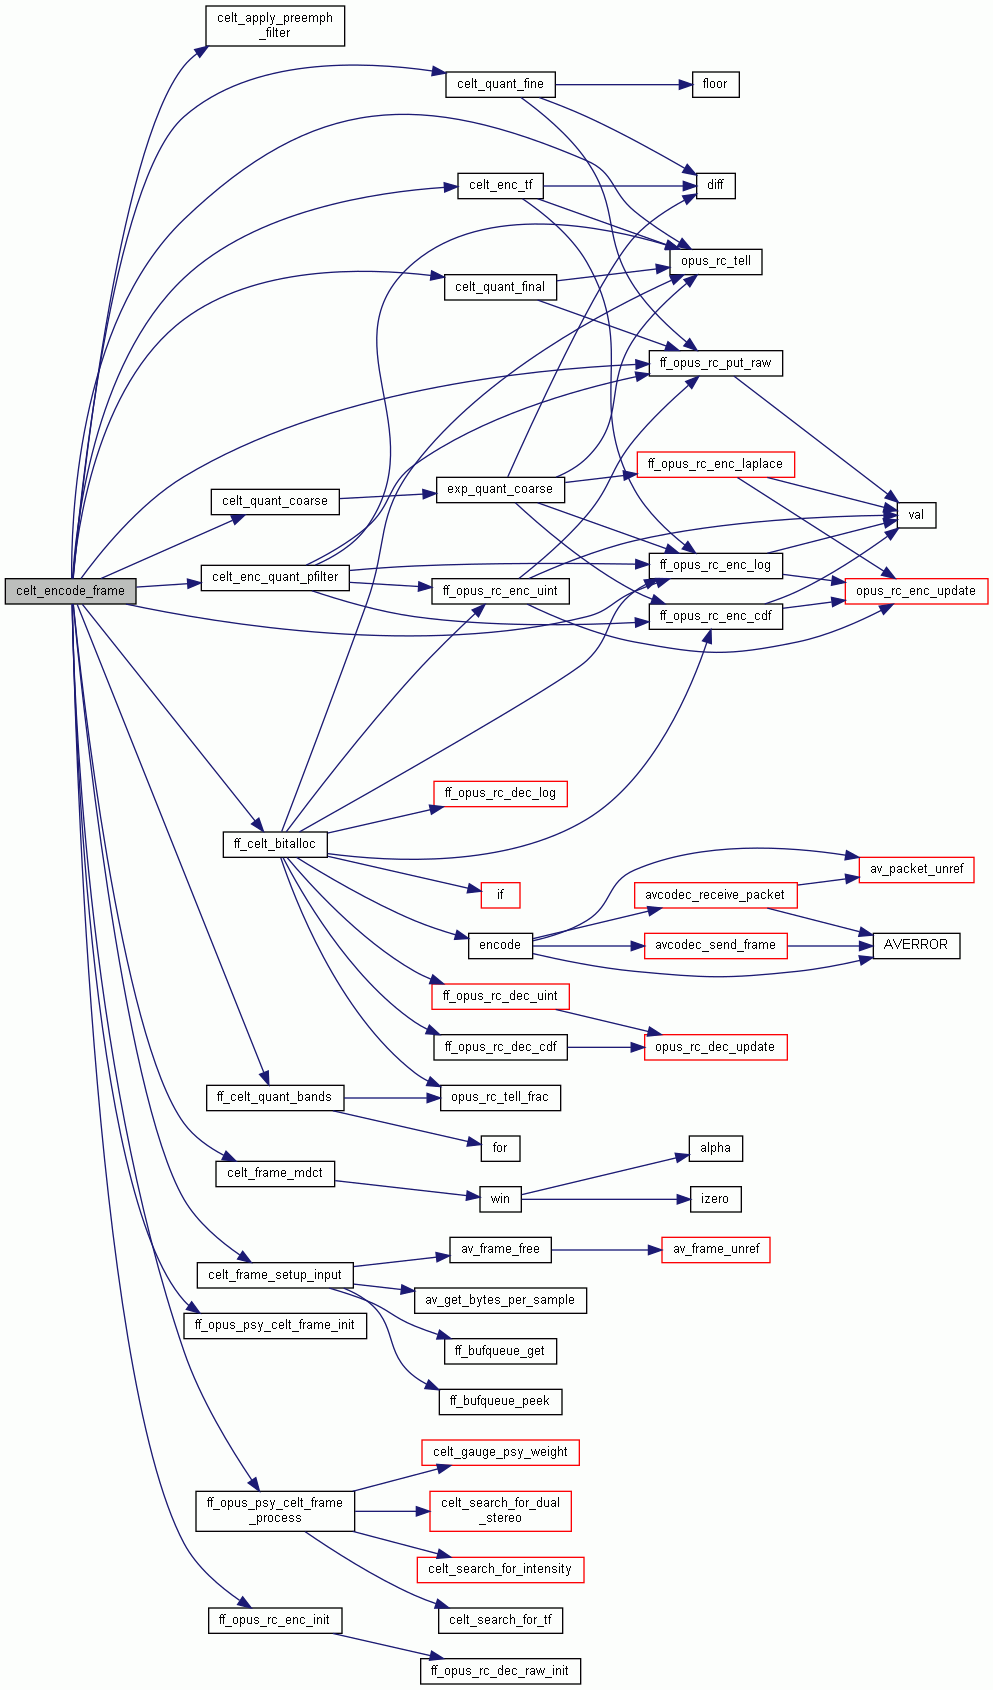 celt_apply_preemph
_filter
celt_quant_fine
floor
celt_enc_tf
diff
opus_rc_tell
celt_quant_final
ff_opus_rc_put_raw
ff_opus_rc_enc_laplace
exp_quant_coarse
celt_quant_coarse
val
ff_opus_rc_enc_log
celt_enc_quant_pfilter
celt_encode_frame
ff_opus_rc_enc_uint
opus_rc_enc_update
ff_opus_rc_enc_cdf
ff_opus_rc_dec_log
ff_celt_bitalloc
av_packet_unref
if
avcodec_receive_packet
encode
avcodec_send_frame
AVERROR
ff_opus_rc_dec_uint
ff_opus_rc_dec_cdf
opus_rc_dec_update
ff_celt_quant_bands
opus_rc_tell_frac
for
alpha
celt_frame_mdct
win
izero
av_frame_free
av_frame_unref
celt_frame_setup_input
av_get_bytes_per_sample
ff_opus_psy_celt_frame_init
ff_bufqueue_get
ff_bufqueue_peek
celt_gauge_psy_weight
ff_opus_psy_celt_frame
_process
celt_search_for_dual
_stereo
celt_search_for_intensity
ff_opus_rc_enc_init
celt_search_for_tf
ff_opus_rc_dec_raw_init